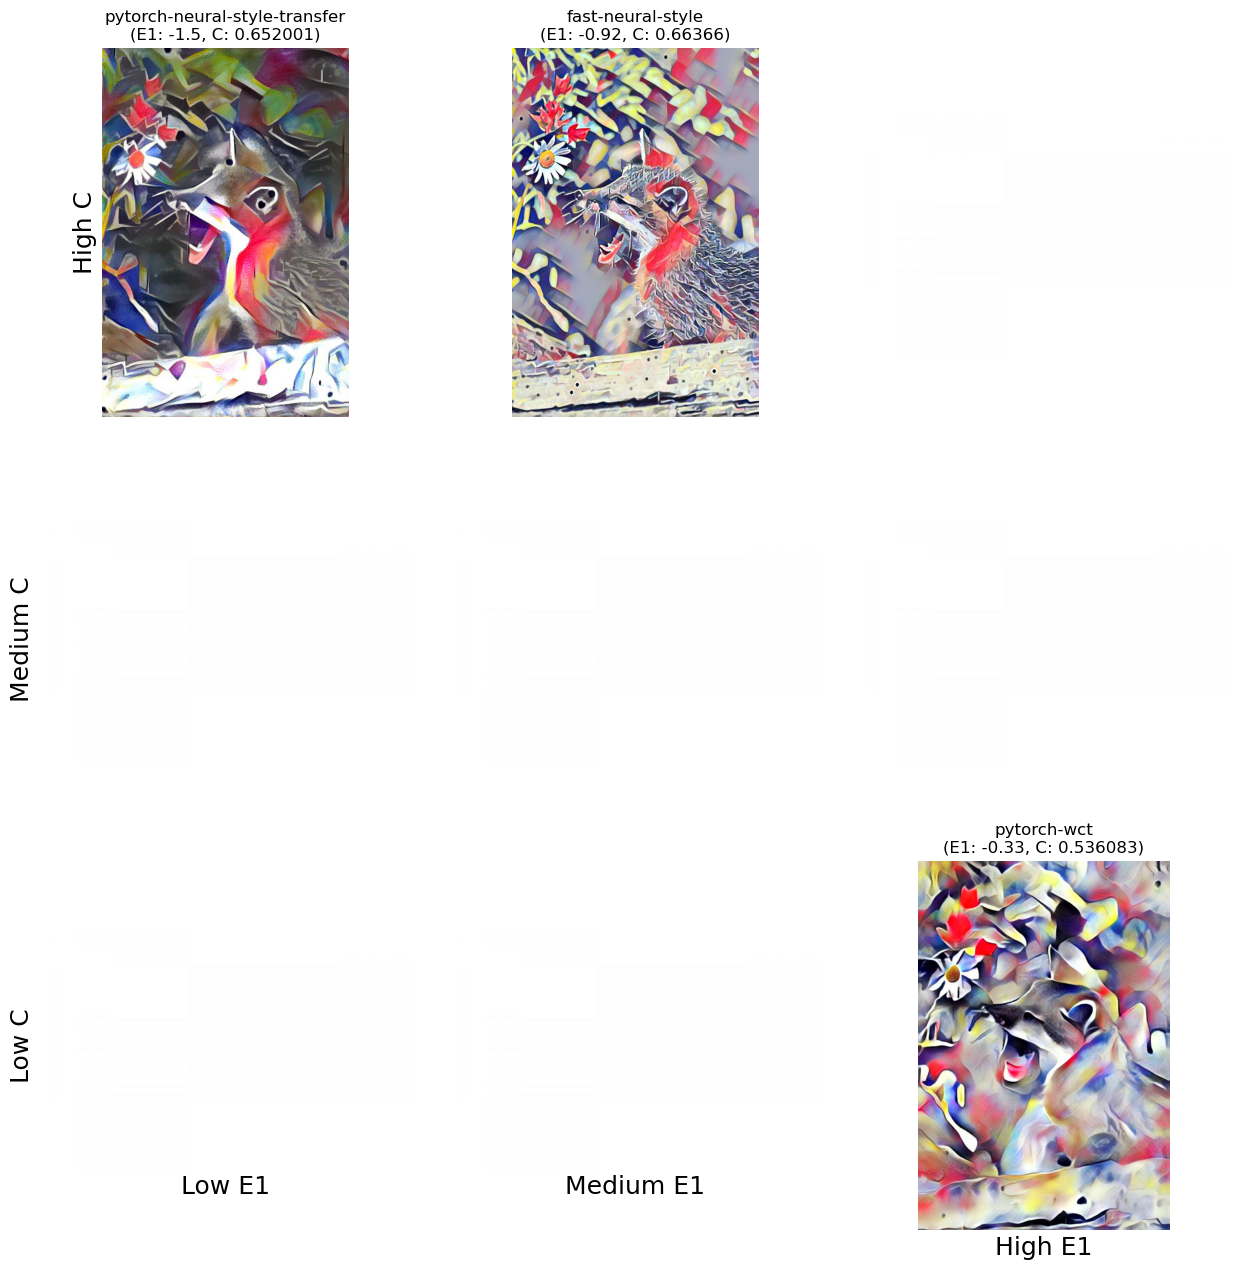 pytorch-neural-style-transfer
(E1: -1.5, C: 0.652001)
fast-neural-style
(E1: -0.92, C: 0.66366)
High C
Medium C
pytorch-wct
(E1: -0.33, C: 0.536083)
Low C
Low E1
Medium E1
High E1